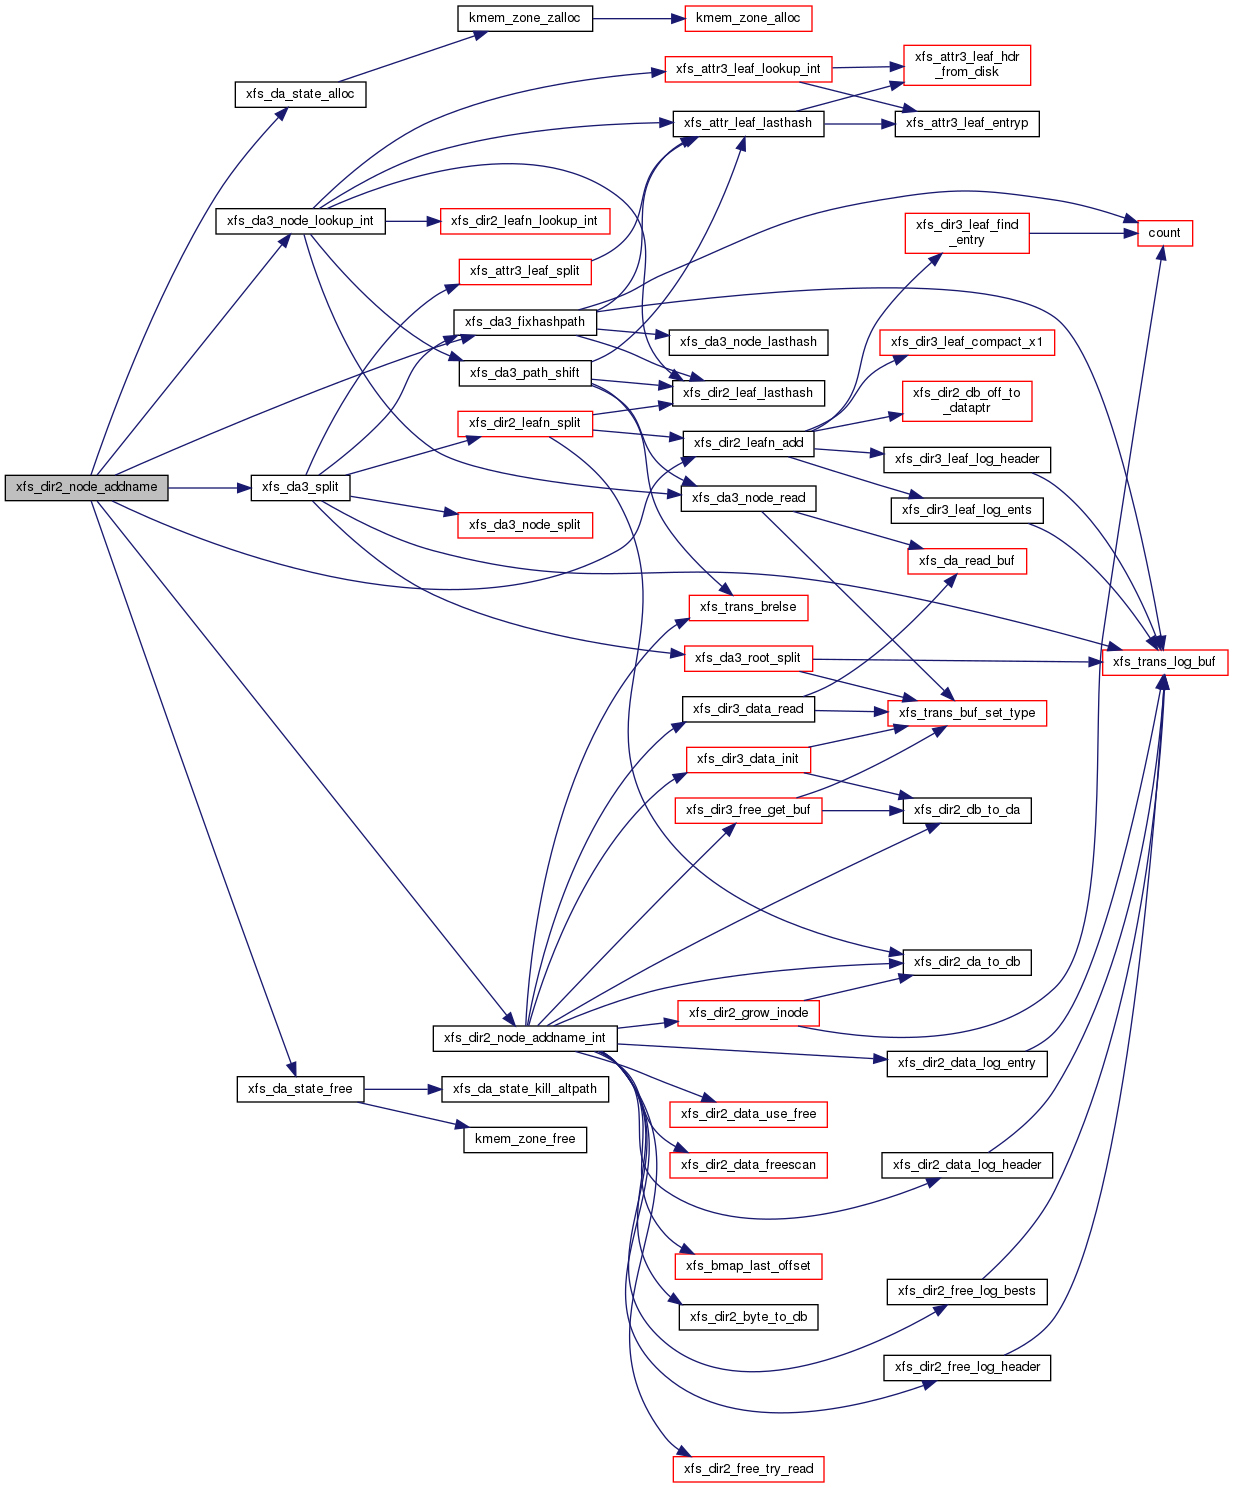 kmem_zone_zalloc
kmem_zone_alloc
xfs_attr3_leaf_lookup_int
xfs_attr3_leaf_hdr
_from_disk
xfs_da_state_alloc
xfs_attr_leaf_lasthash
xfs_attr3_leaf_entryp
xfs_da3_node_lookup_int
xfs_dir2_leafn_lookup_int
xfs_dir3_leaf_find
_entry
count
xfs_attr3_leaf_split
xfs_da3_fixhashpath
xfs_da3_node_lasthash
xfs_dir3_leaf_compact_x1
xfs_da3_path_shift
xfs_dir2_leaf_lasthash
xfs_dir2_db_off_to
_dataptr
xfs_dir2_leafn_split
xfs_dir2_leafn_add
xfs_dir3_leaf_log_header
xfs_dir2_node_addname
xfs_da3_split
xfs_da3_node_read
xfs_dir3_leaf_log_ents
xfs_da3_node_split
xfs_da_read_buf
xfs_trans_brelse
xfs_da3_root_split
xfs_trans_log_buf
xfs_dir3_data_read
xfs_trans_buf_set_type
xfs_dir3_data_init
xfs_dir3_free_get_buf
xfs_dir2_db_to_da
xfs_dir2_da_to_db
xfs_dir2_grow_inode
xfs_dir2_node_addname_int
xfs_dir2_data_log_entry
xfs_da_state_free
xfs_da_state_kill_altpath
xfs_dir2_data_use_free
kmem_zone_free
xfs_dir2_data_freescan
xfs_dir2_data_log_header
xfs_bmap_last_offset
xfs_dir2_free_log_bests
xfs_dir2_byte_to_db
xfs_dir2_free_log_header
xfs_dir2_free_try_read